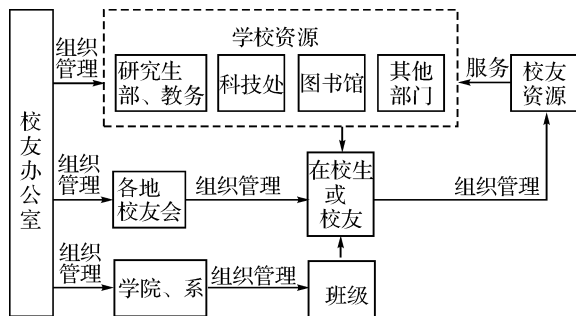 校友办公室
组织
管理
学校资源
研究生
部、教务
科技处
图书馆
其他
部门
服务
校友
资源
组织
管理
各地
校友会
组织管理
在校生
或
校友
组织管理
组织
管理
学院、系
组织管理
班级